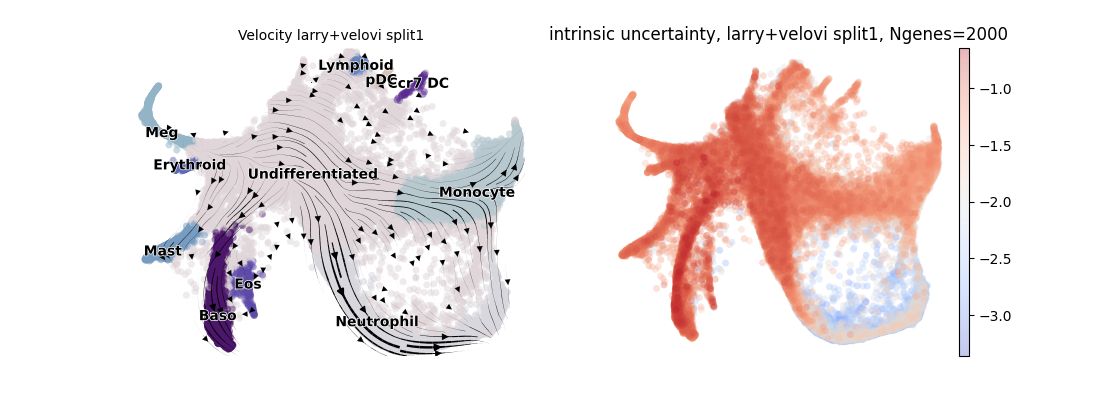 Velocity larry+velovi split1
intrinsic uncertainty, larry+velovi split1, Ngenes=2000
Lymphoid
pDC
Ccr7 DC
Meg
Erythroid
Undifferentiated
Monocyte
Mast
Eos
Baso
Neutrophil
−1.0
−1.5
−2.0
−2.5
−3.0